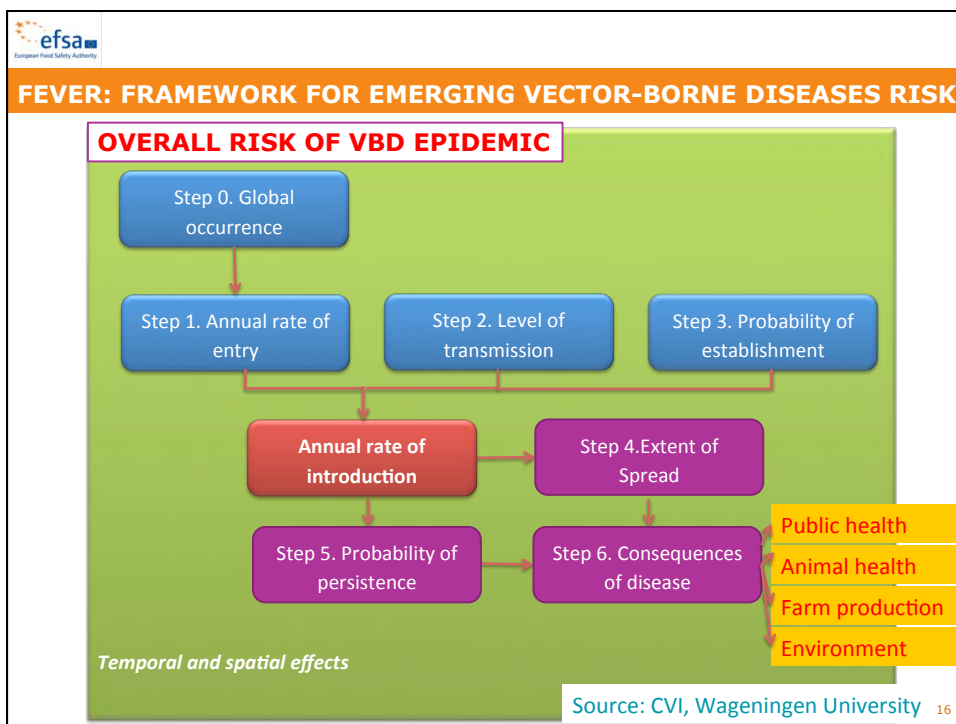 efsa
European Food Safety Authority
FEVER: FRAMEWORK FOR EMERGING VECTOR-BORNE DISEASES RISK
OVERALL RISK OF VBD EPIDEMIC
Step 0. Global
occurrence
Step 1. Annual rate of
entry
Step 2. Level of
transmission
Step 3. Probability of
establishment
Annual rate of
introduction
Step 4.Extent of
Spread
Step 5. Probability of
persistence
Step 6. Consequences
of disease
Public health
Animal health
Farm production
Environment
Temporal and spatial effects
Source: CVI, Wageningen University
16